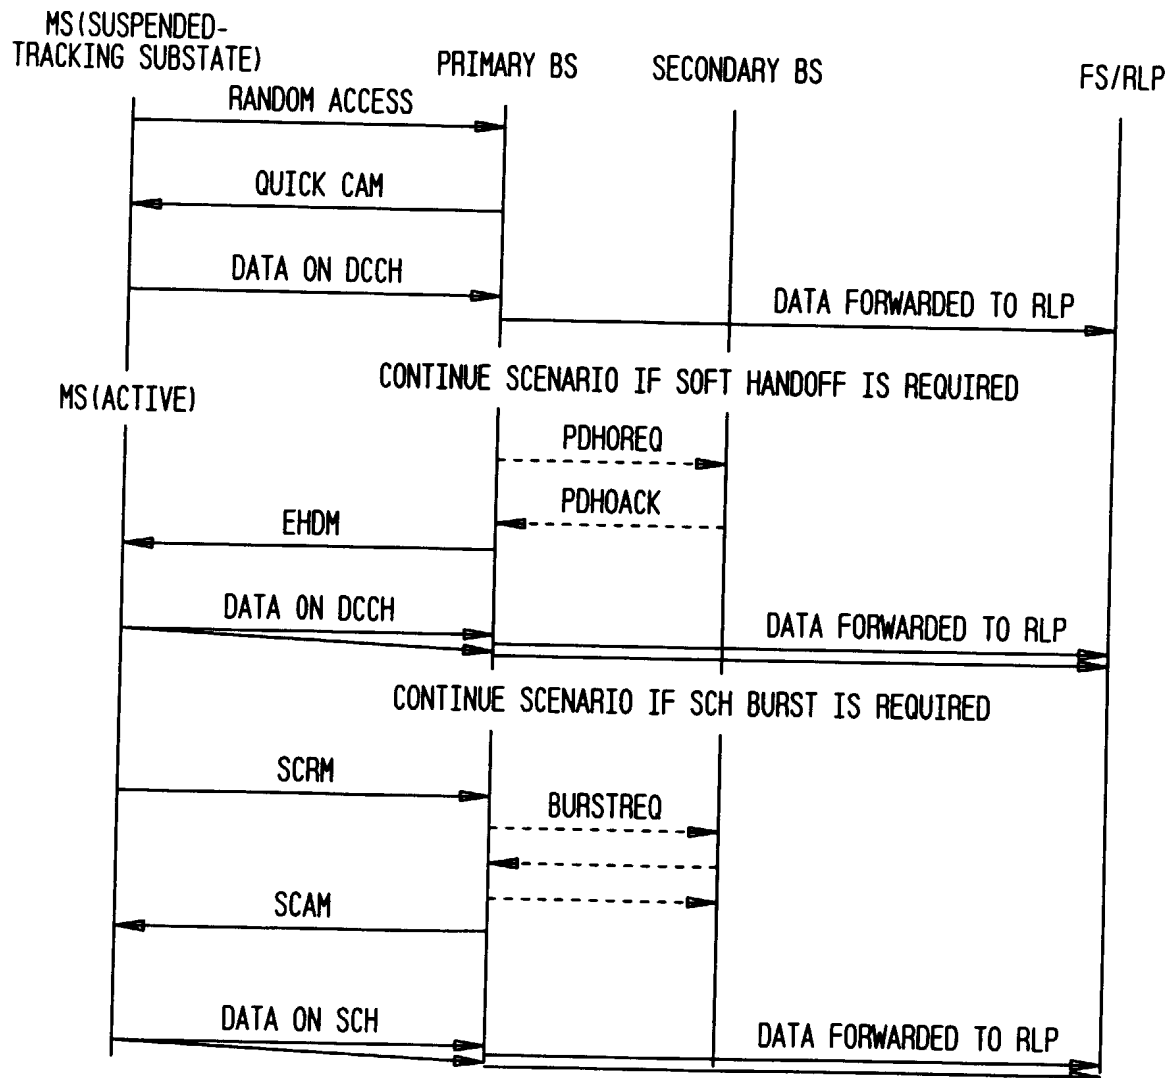 MS(SUSPENDED-
TRACKING SUBSTATE)
PRIMARY BS
SECONDARY BS
FS/RLP
RANDOM ACCESS
QUICK CAM
DATA ON DCCH
DATA FORWARDED TO RLP
CONTINUE SCENARIO IF SOFT HANDOFF IS REQUIRED
MS(ACTIVE)
PDHOREQ
PDHOACK
EHDM
DATA ON DCCH
DATA FORWARDED TO RLP
CONTINUE SCENARIO IF SCH BURST IS REQUIRED
SCRM
BURSTREQ
SCAM
DATA ON SCH
DATA FORWARDED TO RLP